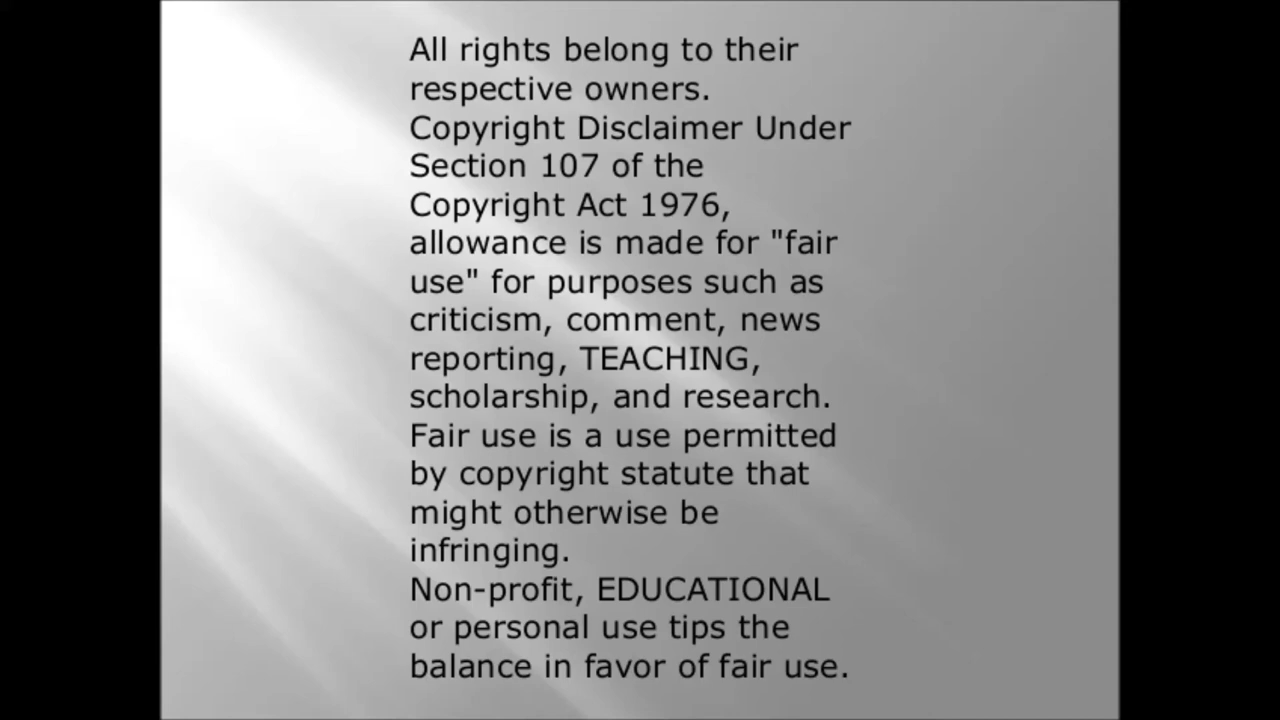 All rights belong to their
respective owners.
Copyright Disclaimer Under
Section 107 of the
Copyright Act 1976,
allowance is made for "fair
use" for purposes such as
criticism, comment, news
reporting, TEACHING,
scholarship, and research.
Fair use is a use permitted
by copyright statute that
might otherwise be
infringing.
Non-profit, EDUCATIONAL
or personal use tips the
balance in favor of fair use.